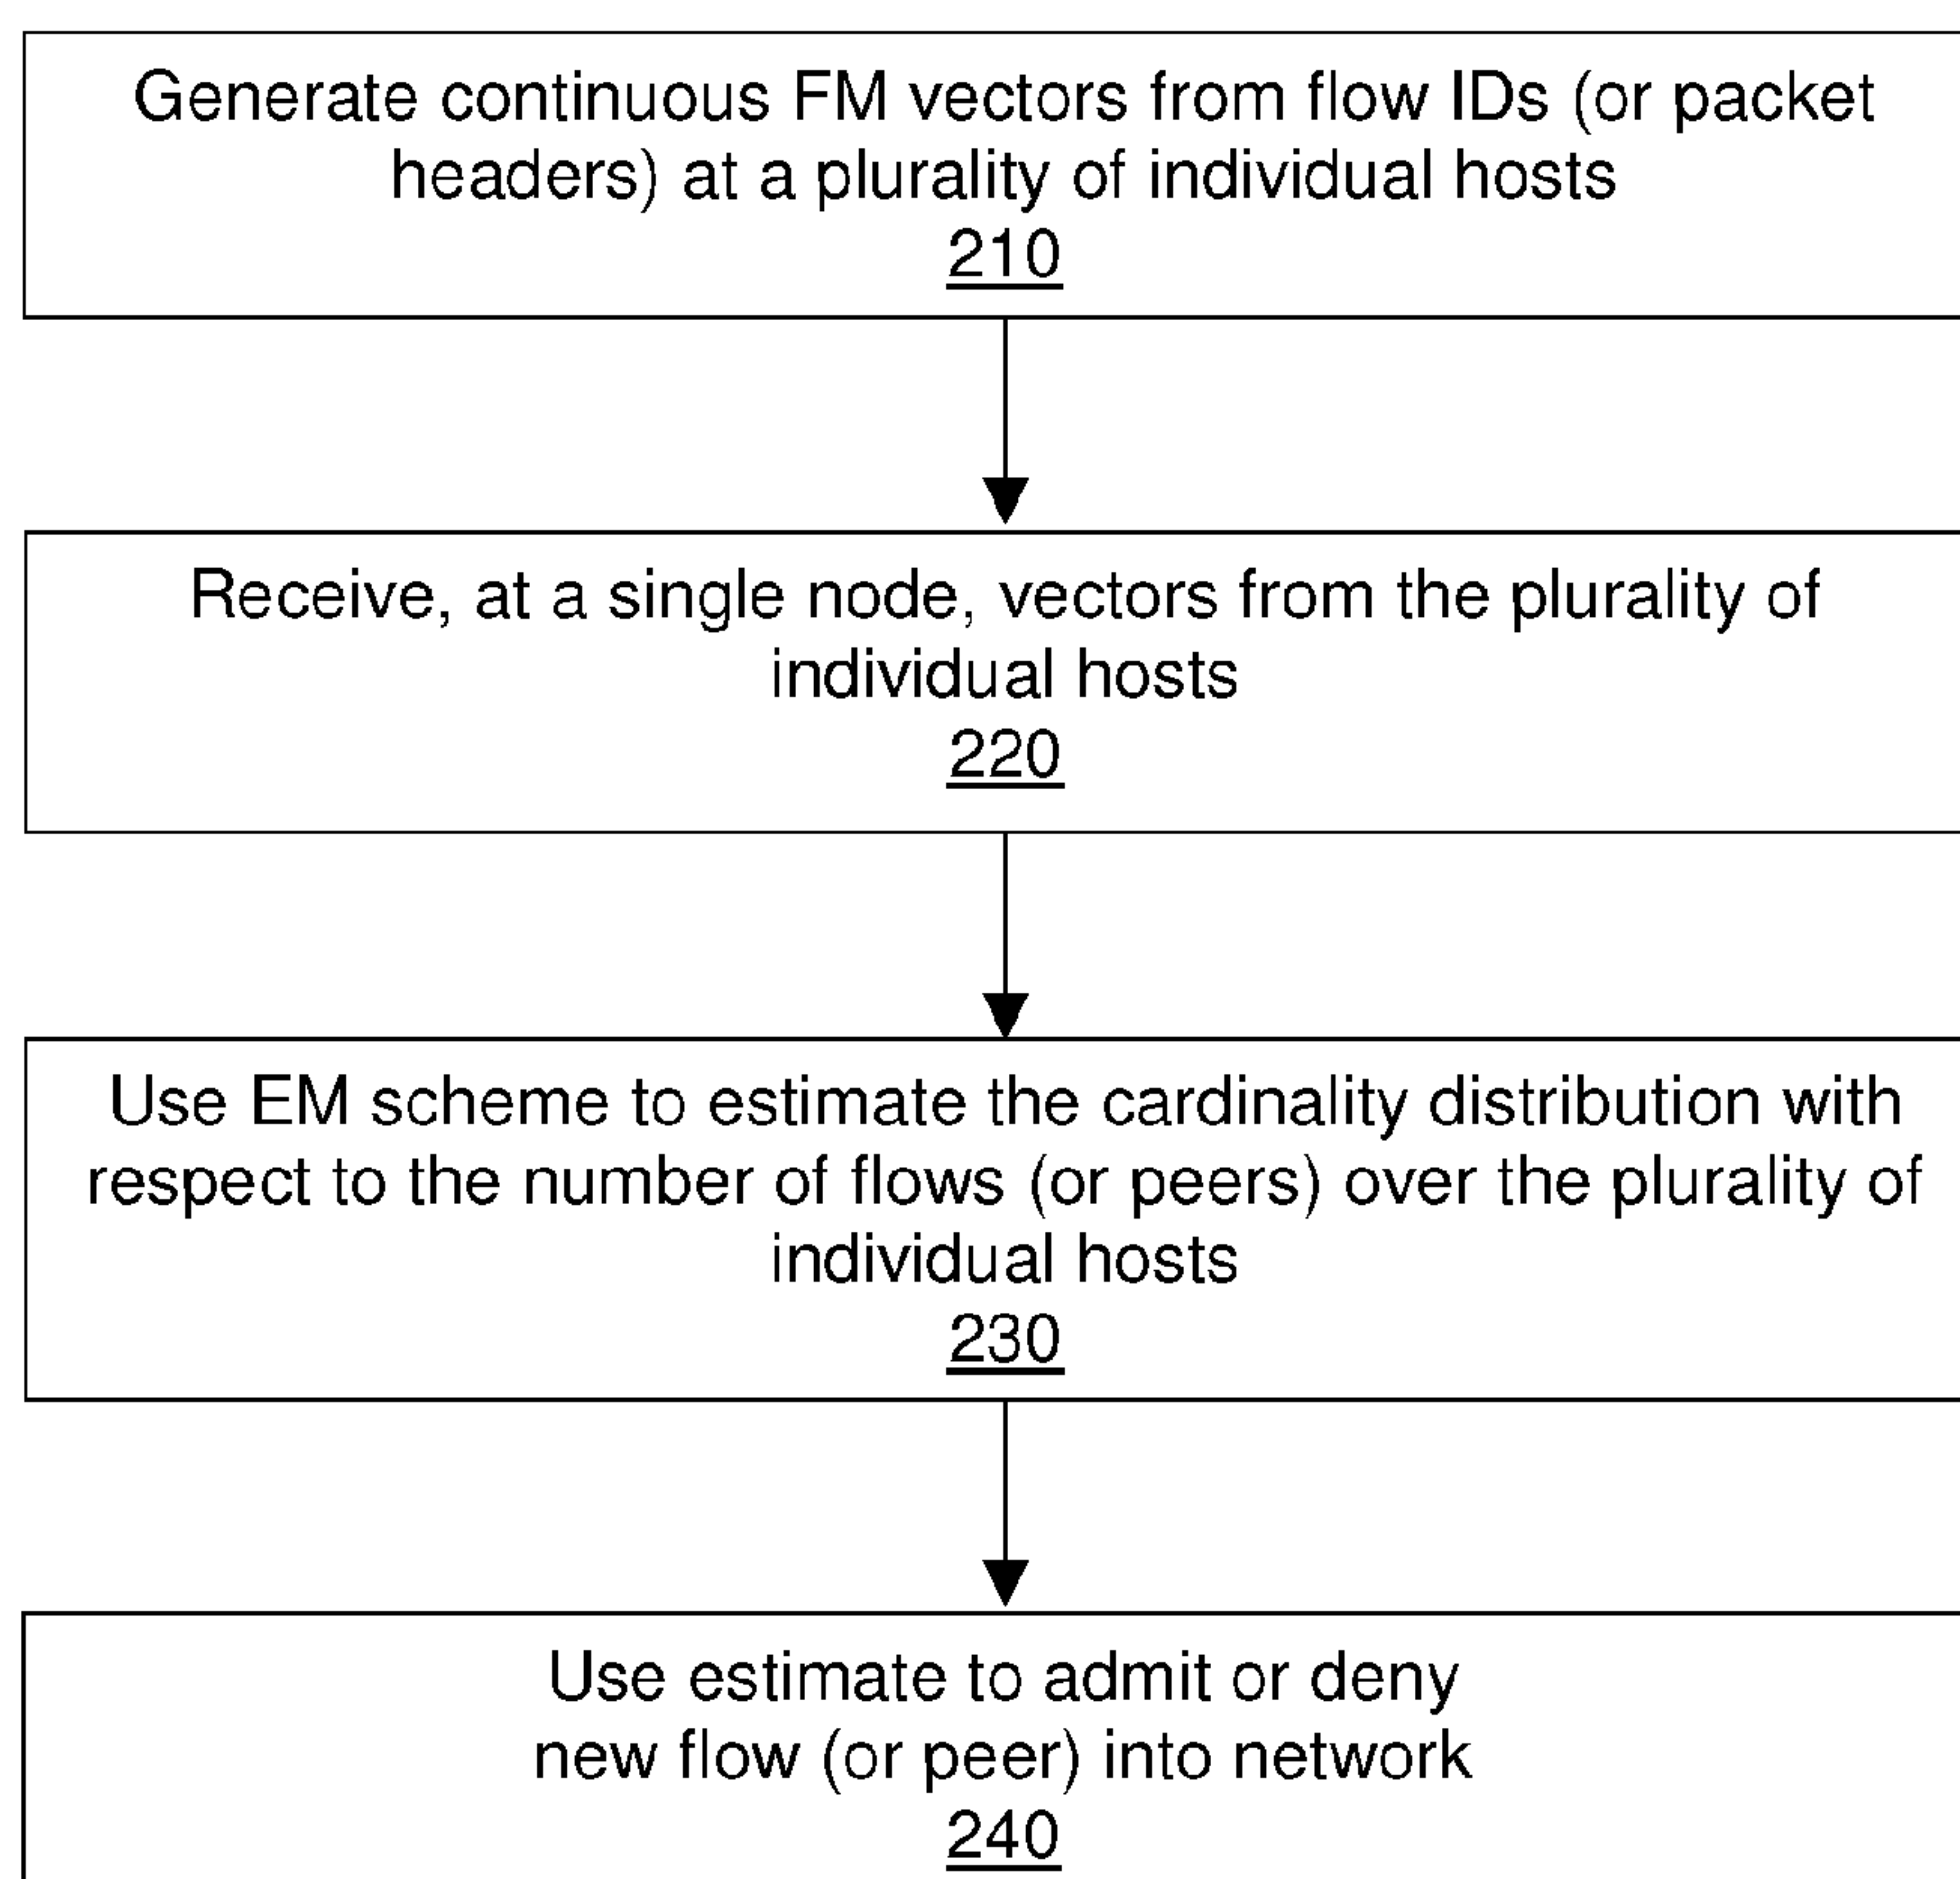 Generate continuous FM vectors from flow IDs (or packet
headers) at a plurality of individual hosts
210
Receive, at a single node, vectors from the plurality of
individual hosts
220
Use EM scheme to estimate the cardinality distribution with
respect to the number of flows (or peers) over the plurality of
individual hosts
230
Use estimate to admit or deny
new flow (or peer) into network
240